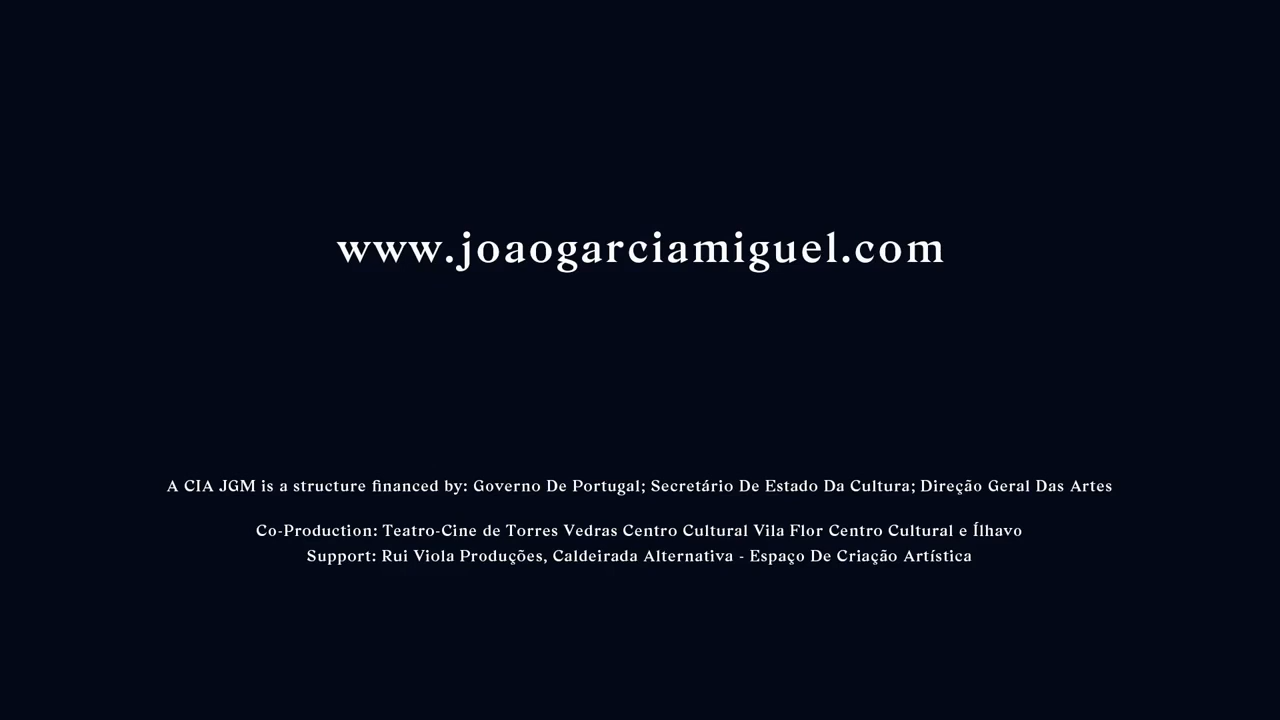 www.joaogarciamiguel.com
A CIA JGM is a structure financed by: Governo De Portugal; Secretário De Estado Da Cultura; Direção Geral Das Artes
Co-Production: Teatro-Cine de Torres Vedras Centro Cultural Vila Flor Centro Cultural e Ílhavo
Support: Rui Viola Produções, Caldeirada Alternativa - Espaço De Criação Artística